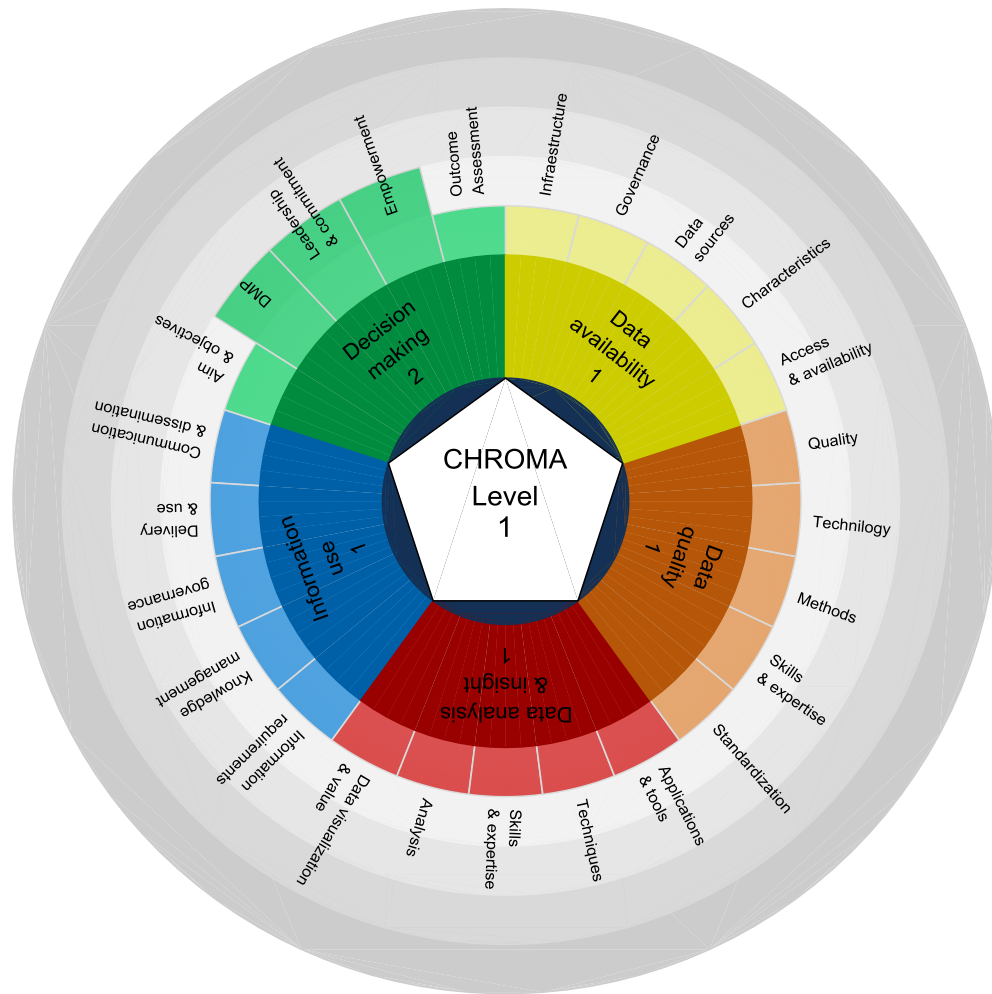 CHROMA
Level
1
Data
availability
1
Infraestructure
Governance
Data
sources
Characteristics
Access
& availability
Data
quality
1
Quality
Technilogy
Methods
Skills
& expertise
Standardization
Data analysis
& insight
1
Applications
& tools
Techniques
Skills
& expertise
Analysis
Data visualization
& value
Information
use
1
Information
requirements
Knowledge
management
Information
governance
Delivery
& use
Communication
& dissemination
Decision
making
2
Aim
& objectives
DMP
Leadership
& commitment
Empowerment
Outcome
Assessment